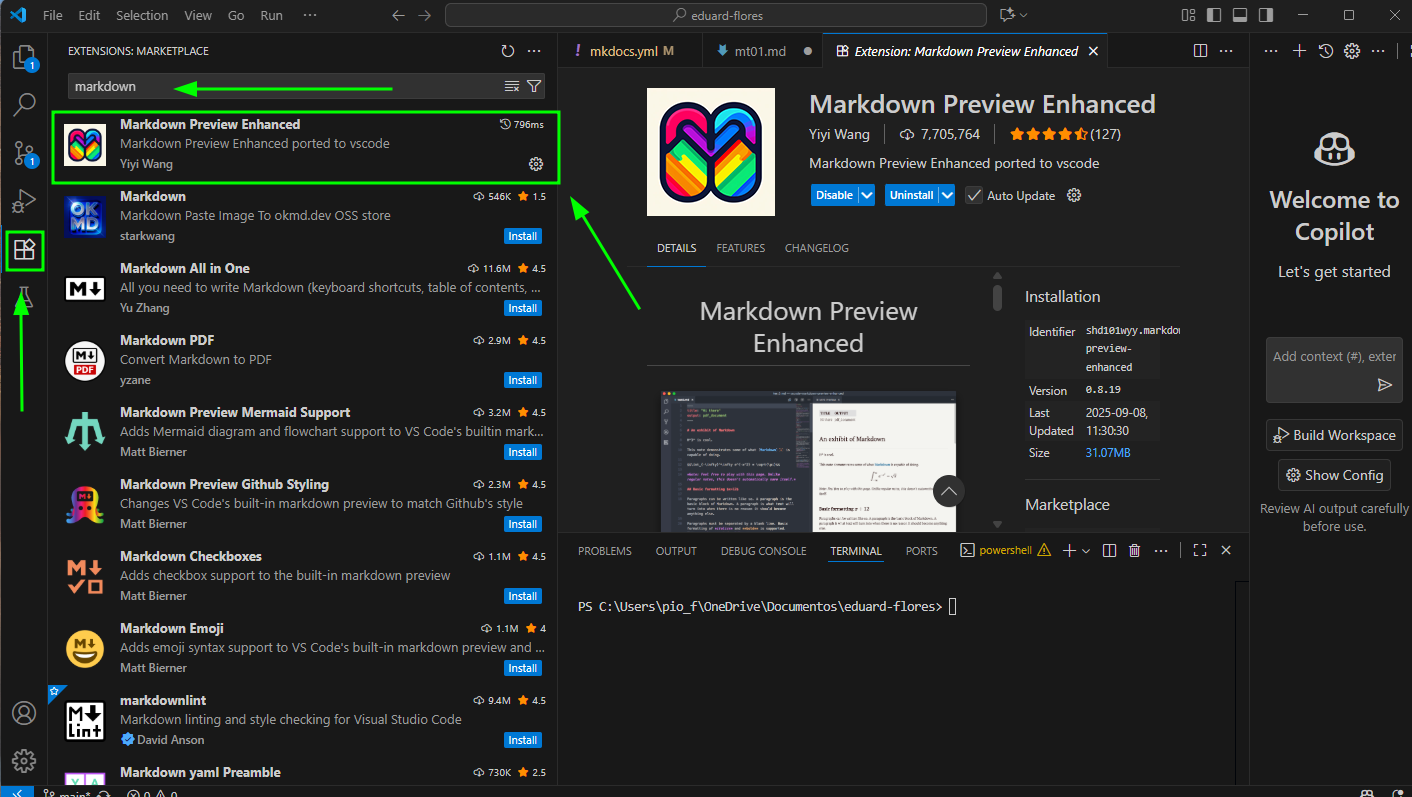 File Edit Selection View Go Run ···
eduard-flores
EXTENSIONS: MARKETPLACE
markdown
Markdown Preview Enhanced 796ms
Markdown Preview Enhanced ported to vscode
Yiyi Wang
OK MD
Markdown 546K 1.5
Markdown Paste Image To okmd.dev OSS store
starkwang
Install
Markdown All in One 11.6M 4.5
All you need to write Markdown (keyboard shortcuts, table of contents, ...
Yu Zhang
Install
PDF
Markdown PDF 2.9M 4.5
Convert Markdown to PDF
yzane
Install
Markdown Preview Mermaid Support 3.2M 4.5
Adds Mermaid diagram and flowchart support to VS Code's builtin mark...
Matt Bierner
Install
Markdown Preview Github Styling 2.3M 4.5
Changes VS Code's built-in markdown preview to match Github's style
Matt Bierner
Install
Markdown Checkboxes 1.1M 4.5
Adds checkbox support to the built-in markdown preview
Matt Bierner
Install
Markdown Emoji 1.1M 4
Adds emoji syntax support to VS Code's built-in markdown preview and ...
Matt Bierner
Install
Lint
markdownlint 9.4M 4.5
Markdown linting and style checking for Visual Studio Code
David Anson
Install
Markdown yaml Preamble 730K 2.5
Y A
1
1
main*
0 0
mkdocs.yml M
mt01.md
Extension: Markdown Preview Enhanced
Markdown Preview Enhanced
Yiyi Wang 7,705,764 (127)
Markdown Preview Enhanced ported to vscode
Disable Uninstall Auto Update
DETAILS FEATURES CHANGELOG
Markdown Preview
Enhanced
An exhibit of Markdown
Installation
Identifier shd101wyy.markdow
preview-
enhanced
Version 0.8.19
Last 2025-09-08,
Updated 11:30:30
Size 31.07MB
Marketplace
PROBLEMS OUTPUT DEBUG CONSOLE TERMINAL PORTS powershell
PS C:\Users\pio_f\OneDrive\Documentos\eduard-flores>
Welcome to
Copilot
Let's get started
Add context (#), exter
Build Workspace
Show Config
Review AI output carefully
before use.